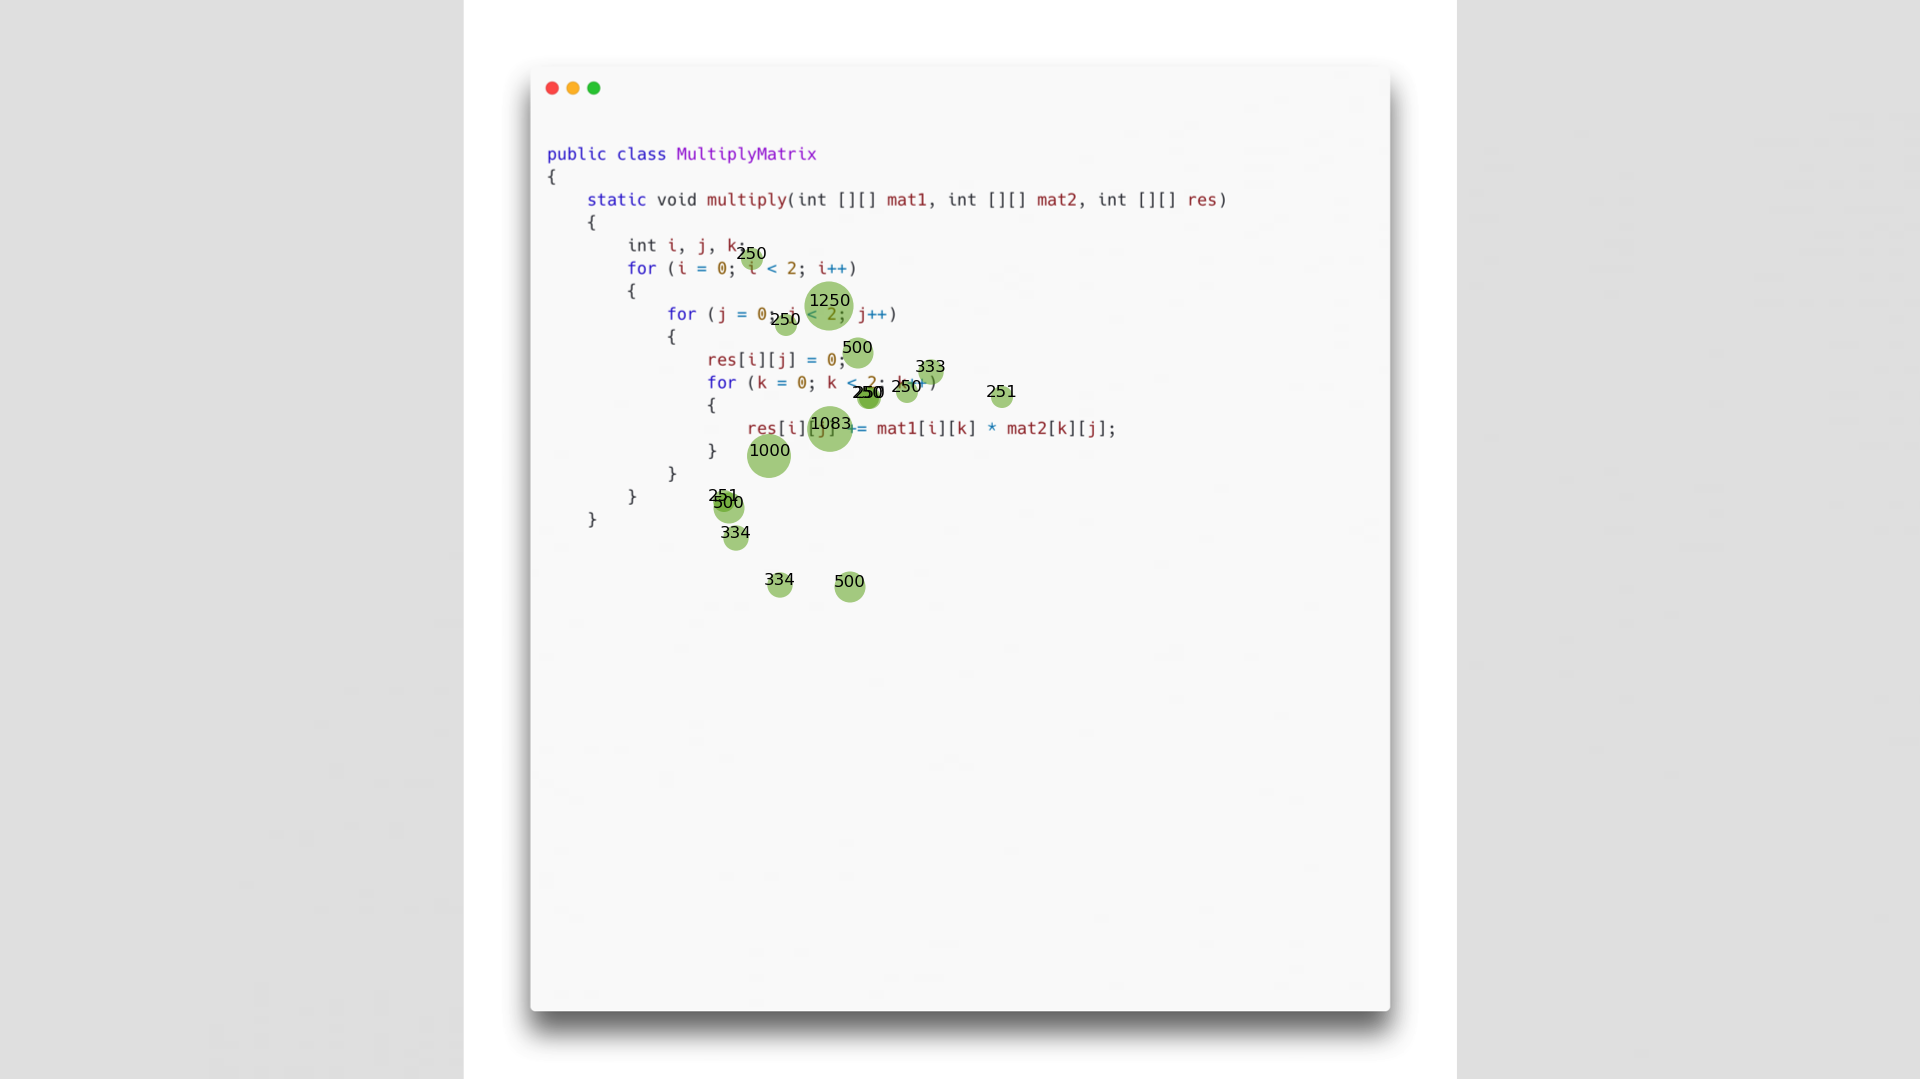 public class MultiplyMatrix
{
static void multiply(int [][] mat1, int [][] mat2, int [][] res)
{
int i, j, k;
250
for (i = 0; i < 2; i++)
{
1250
for (j = 0; j < 2; j++)
250
{
500
res[i][j] = 0;
333
for (k = 0; k < 2; k++)
250 250 251
{
1083
res[i][j] += mat1[i][k] * mat2[k][j];
}
1000
}
}
251
500
}
334
334 500